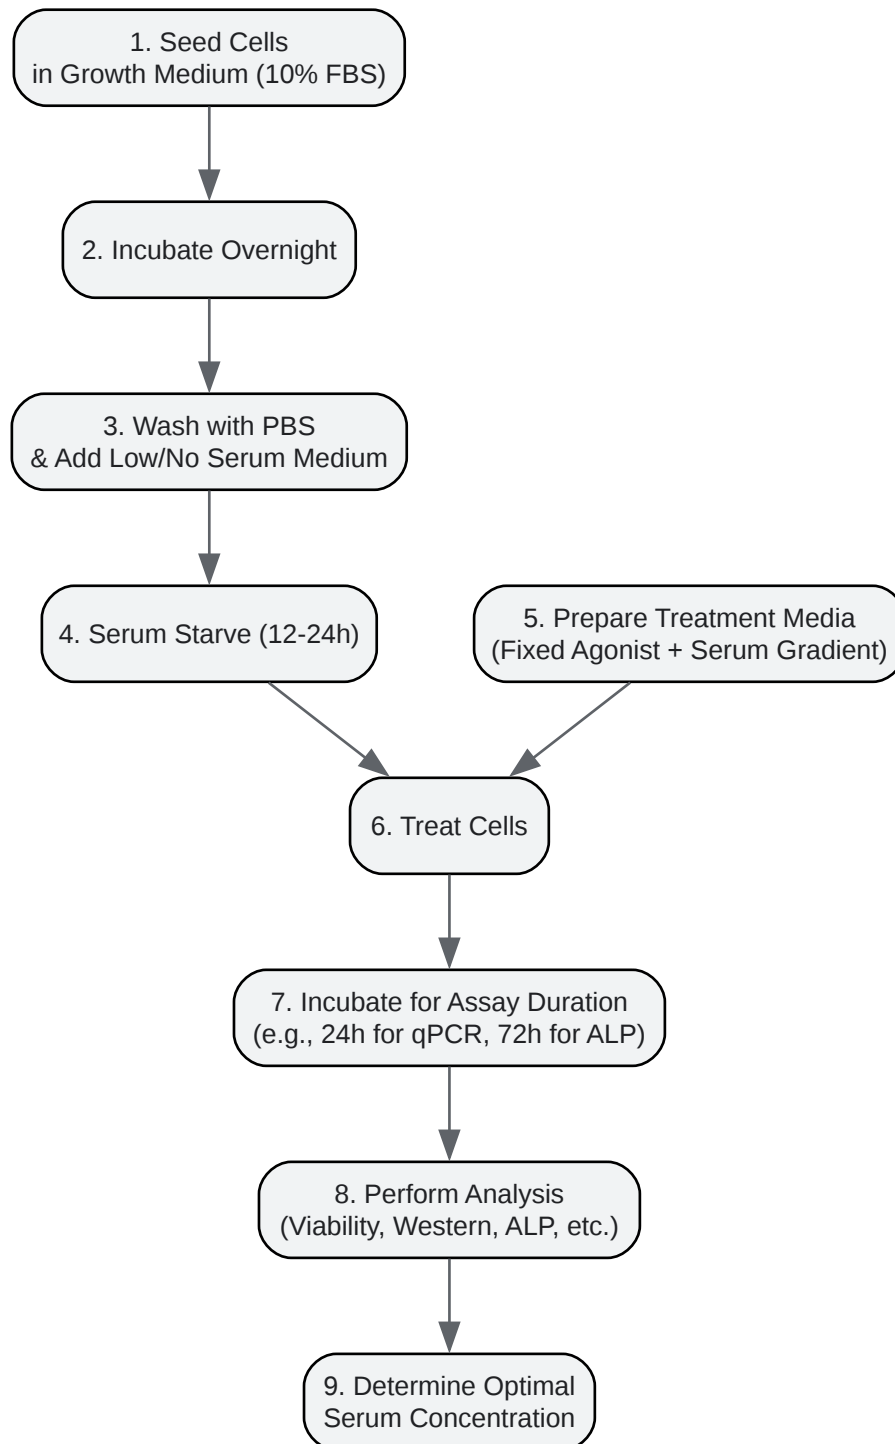 1. Seed Cells
in Growth Medium (10% FBS)
2. Incubate Overnight
3. Wash with PBS
& Add Low/No Serum Medium
4. Serum Starve (12-24h)
5. Prepare Treatment Media
(Fixed Agonist + Serum Gradient)
6. Treat Cells
7. Incubate for Assay Duration
(e.g., 24h for qPCR, 72h for ALP)
8. Perform Analysis
(Viability, Western, ALP, etc.)
9. Determine Optimal
Serum Concentration